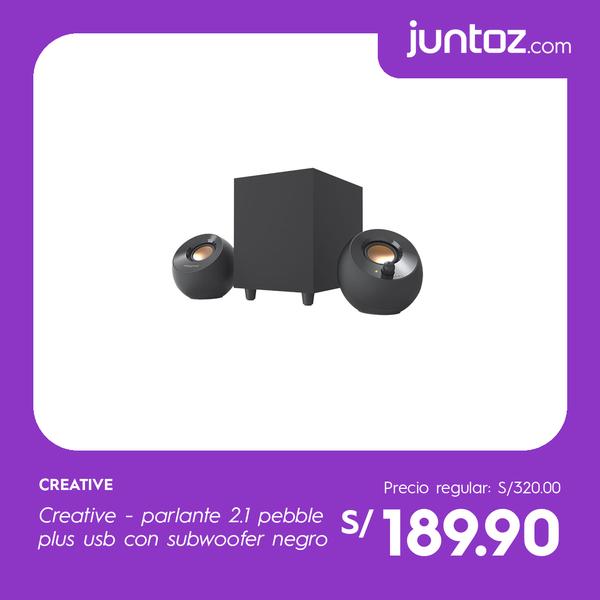 juntoz.com
CREATIVE
Creative - parlante 2.1 pebble
plus usb con subwoofer negro
Precio regular: S/320.00
S/189.90